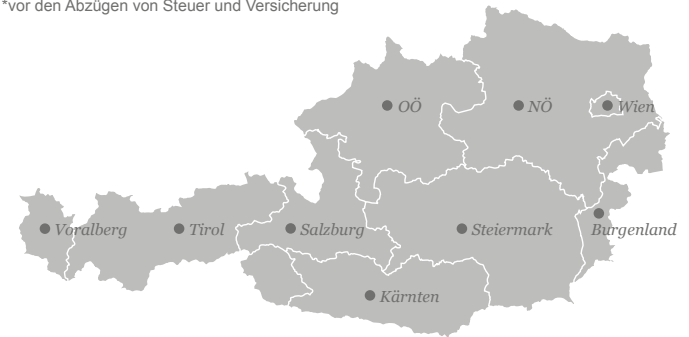 *vor den Abzügen von Steuer und Versicherung
OÖ
NÖ
Wien
Voralberg
Tirol
Salzburg
Steiermark
Burgenland
Kärnten